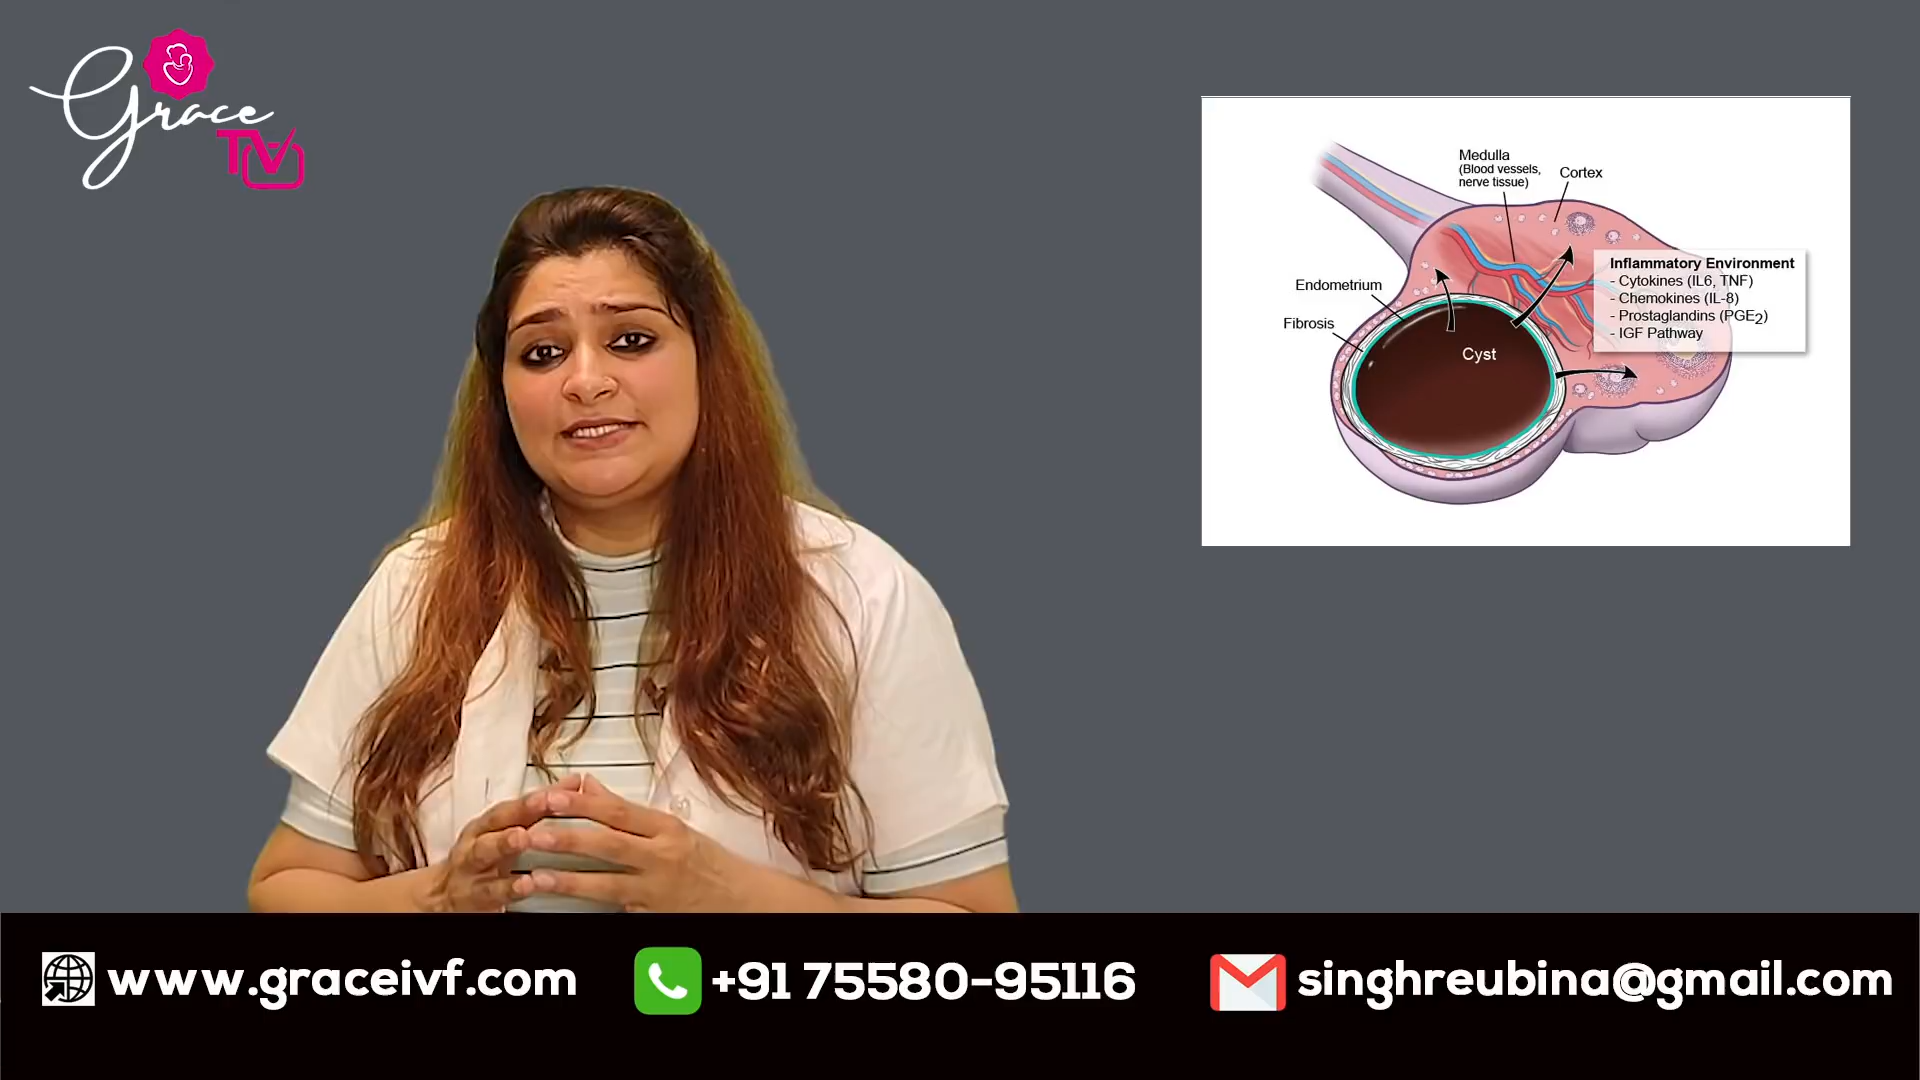 Grace
TV
Medulla
(Blood vessels,
nerve tissue)
Cortex
Inflammatory Environment
- Cytokines (IL6, TNF)
- Chemokines (IL-8)
- Prostaglandins (PGE2)
- IGF Pathway
Endometrium
Fibrosis
Cyst
www.graceivf.com
+91 75580-95116
singhreubina@gmail.com